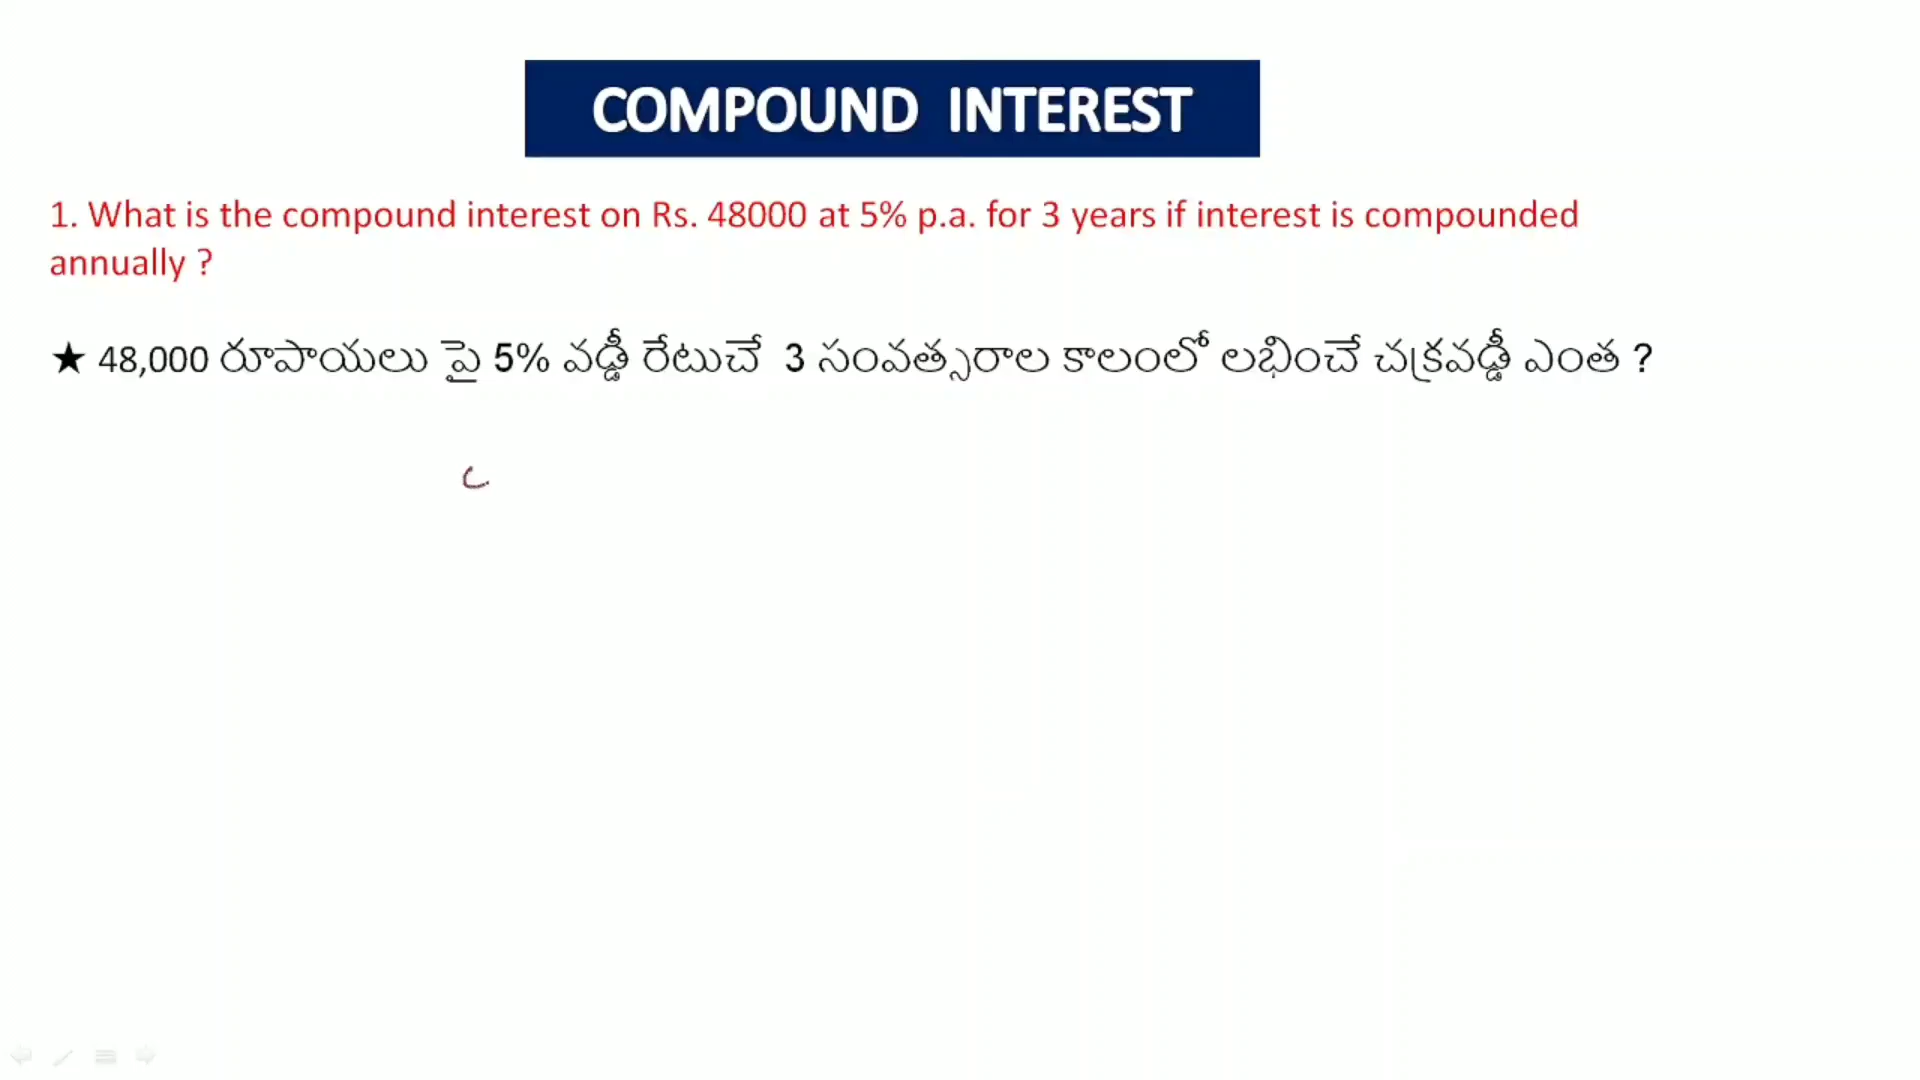 COMPOUND INTEREST
1. What is the compound interest on Rs. 48000 at 5% p.a. for 3 years if interest is compounded
annually ?
★ 48,000 రూపాయలు పై 5% వడ్డీ రేటుచే 3 సంవత్సరాల కాలంలో లభించే చక్రవడ్డీ ఎంత ?